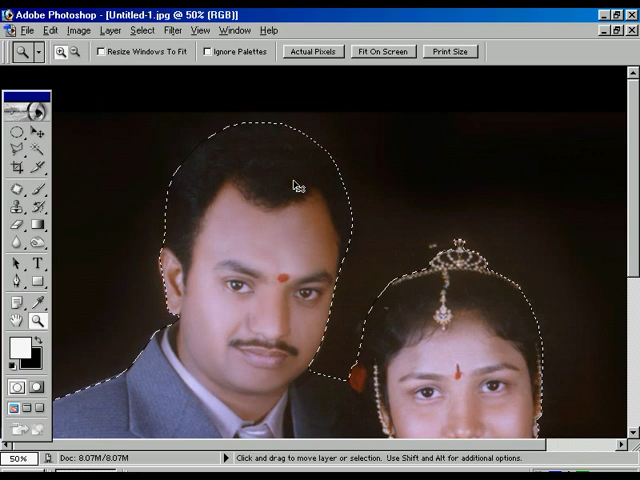 Adobe Photoshop - [Untitled-1.jpg @ 50% (RGB)]
File Edit Image Layer Select Filter View Window Help
Resize Windows To Fit Ignore Palettes Actual Pixels Fit On Screen Print Size
50% Doc: 8.07M/8.07M Click and drag to move layer or selection. Use Shift and Alt for additional options.